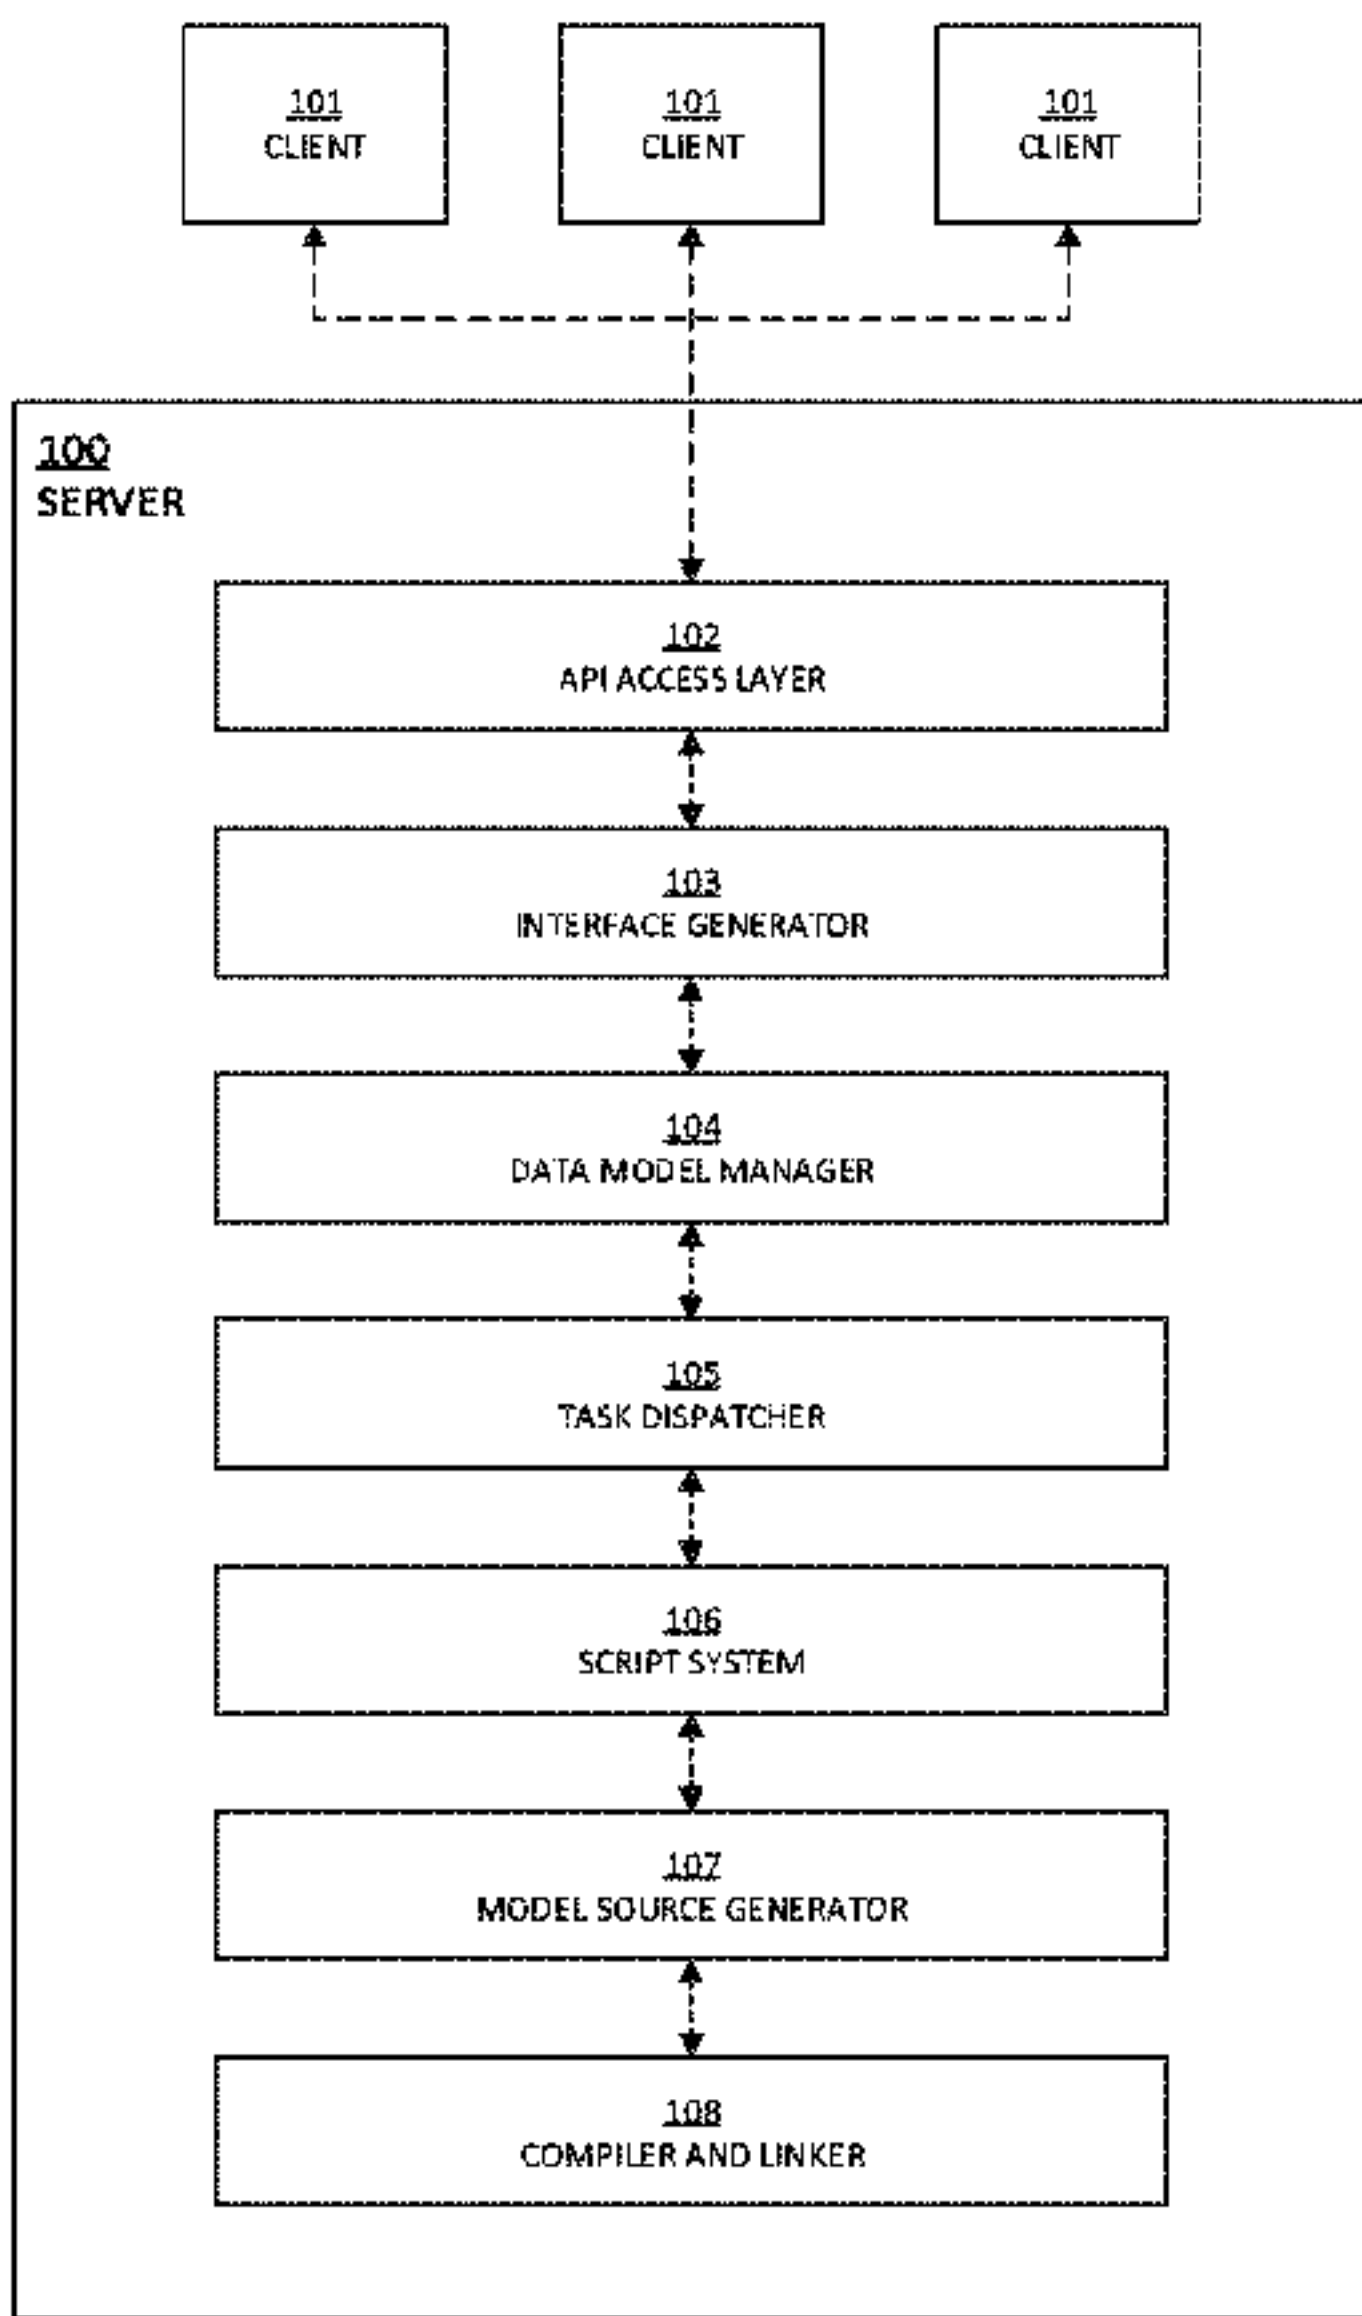 101
CLIENT
101
CLIENT
101
CLIENT
100
SERVER
102
API ACCESS LAYER
103
INTERFACE GENERATOR
104
DATA MODEL MANAGER
105
TASK DISPATCHER
106
SCRIPT SYSTEM
107
MODEL SOURCE GENERATOR
108
COMPILER AND LINKER